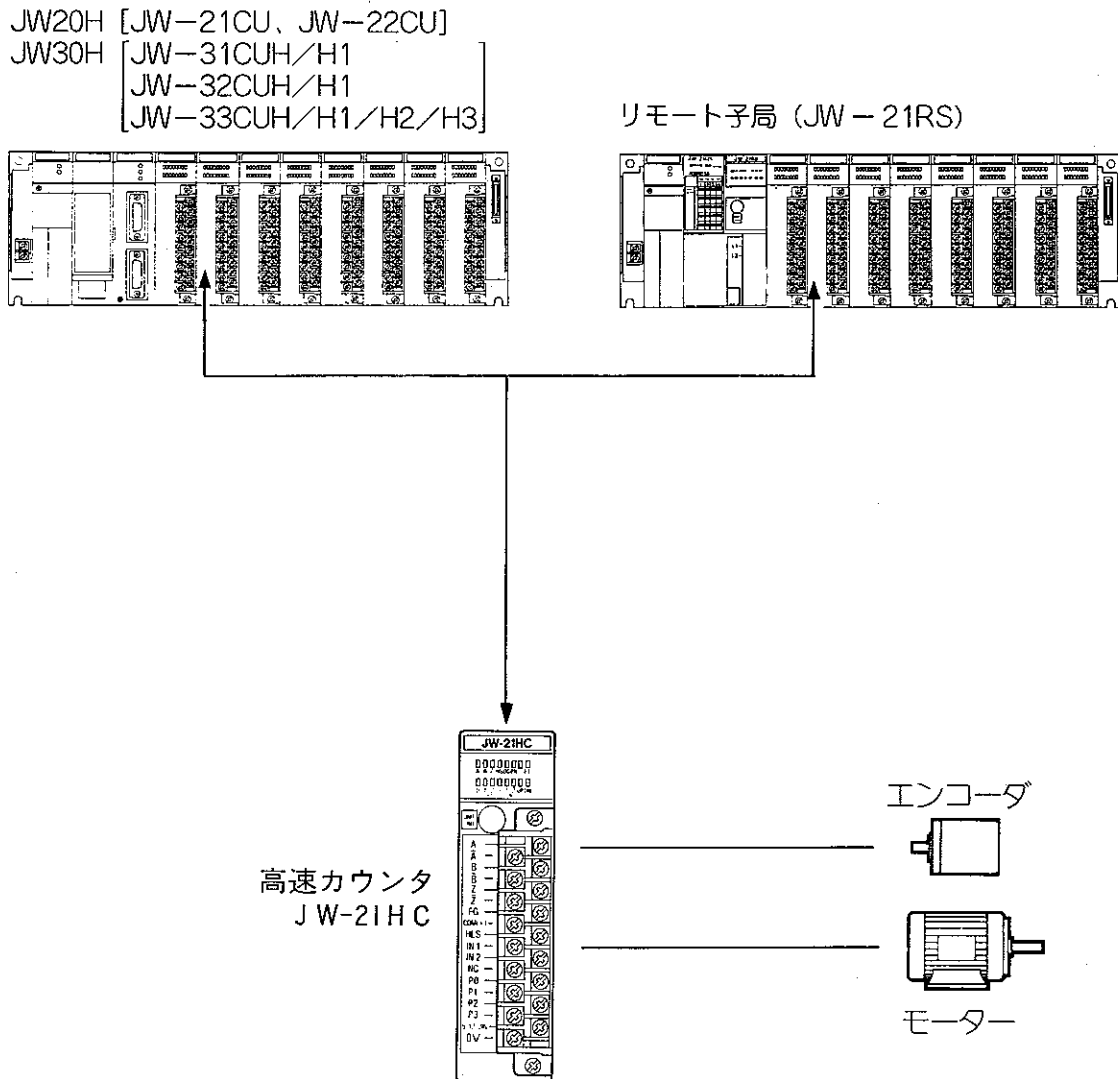 JW20H [JW-21CU、JW-22CU]
JW30H [JW-31CUH/H1
JW-32CUH/H1
JW-33CUH/H1/H2/H3]
リモート子局 (JW-21RS)
JW-21HC
A
Ā
B
B̄
Z
Z̄
FG
HLS
IN1
IN2
NC
P0
P1
P2
P3
0V
高速カウンタ
JW-21HC
エンコーダ
モーター